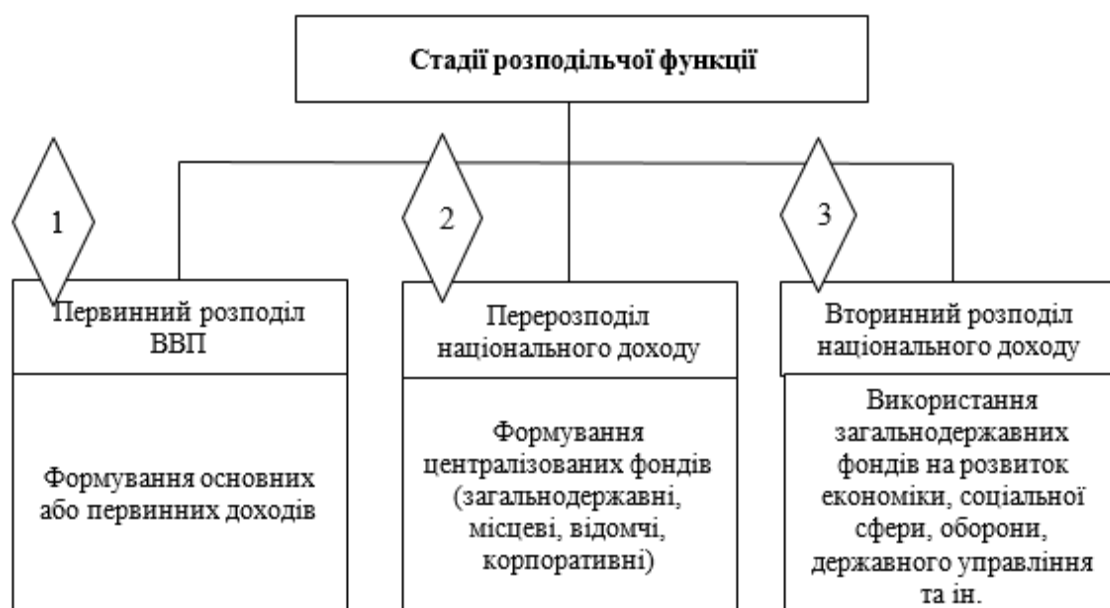 Стадії розподільчої функції
1
2
3
Первинний розподіл
ВВП
Формування основних
або первинних доходів
Перерозподіл
національного доходу
Формування
централізованих фондів
(загальнодержавні,
місцеві, відомчі,
корпоративні)
Вторинний розподіл
національного доходу
Використання
загальнодержавних
фондів на розвиток
економіки, соціальної
сфери, оборони,
державного управління
та ін.